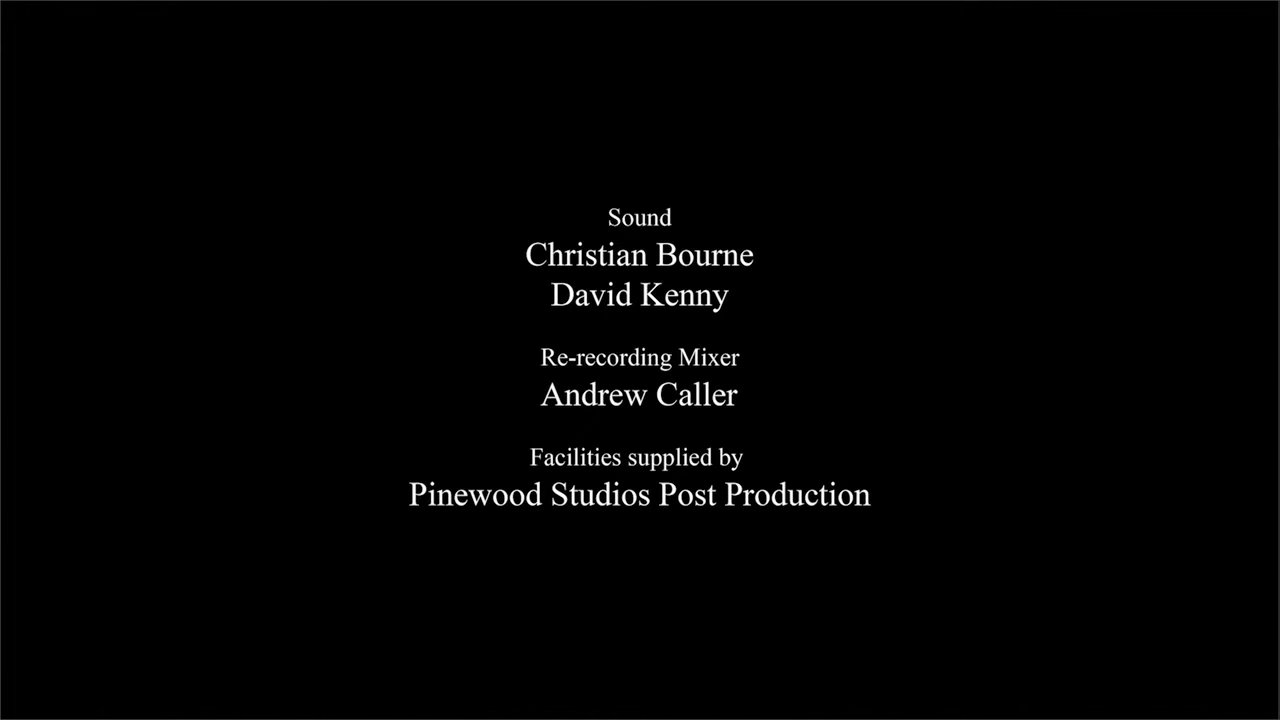 Sound
Christian Bourne
David Kenny
Re-recording Mixer
Andrew Caller
Facilities supplied by
Pinewood Studios Post Production